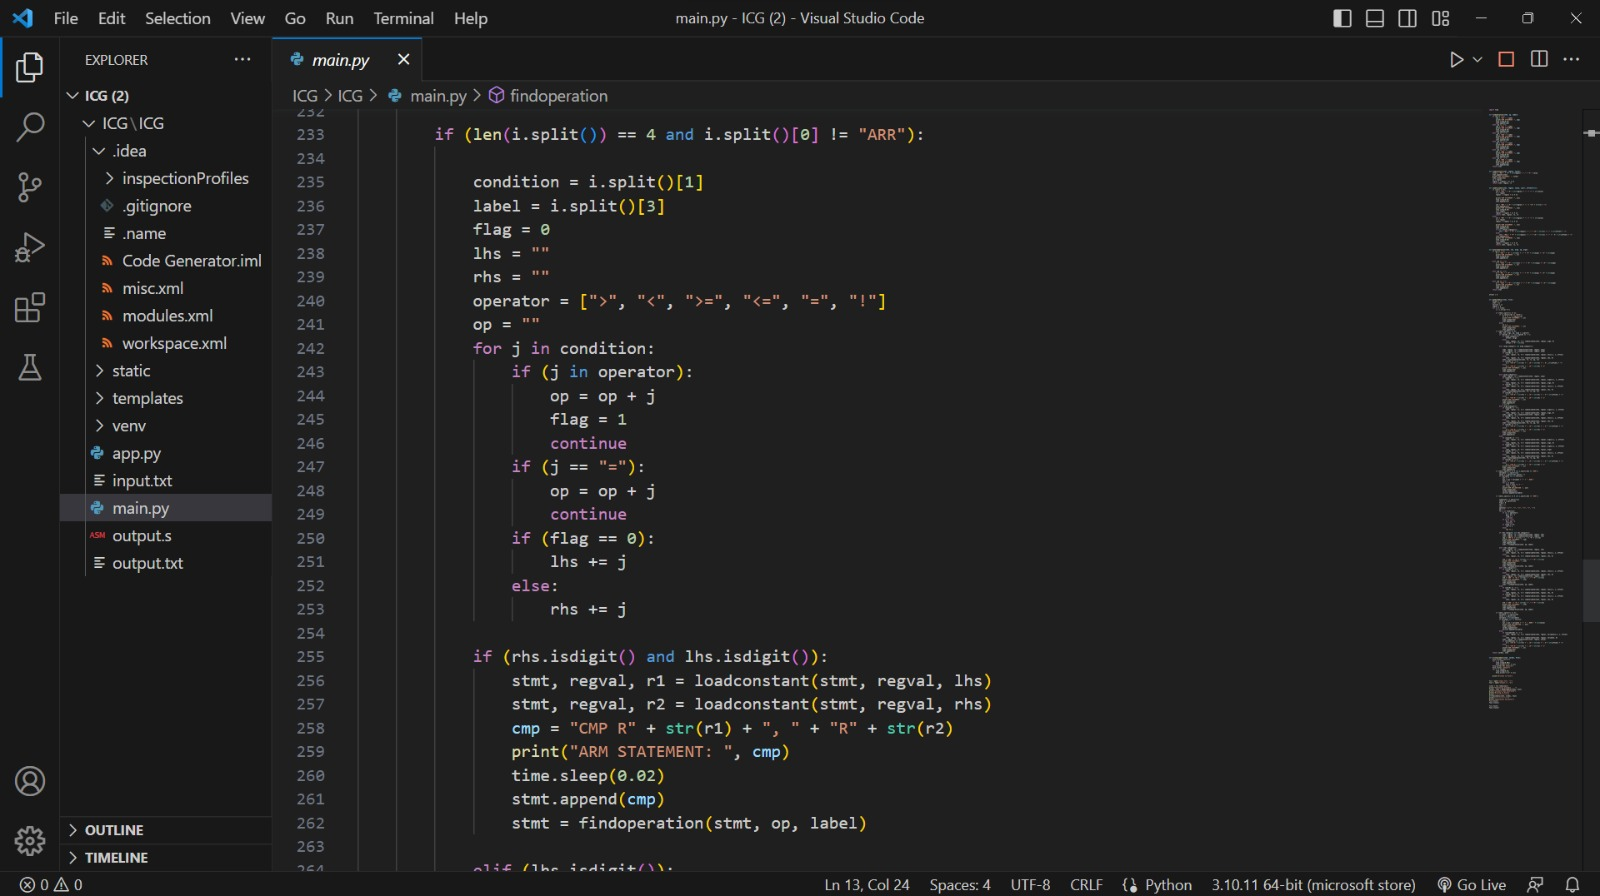 File Edit Selection View Go Run Terminal Help
main.py - ICG (2) - Visual Studio Code
EXPLORER
ICG (2)
ICG\ICG
.idea
inspectionProfiles
.gitignore
.name
Code Generator.iml
misc.xml
modules.xml
workspace.xml
static
templates
venv
app.py
input.txt
main.py
ASM output.s
output.txt
OUTLINE
TIMELINE
main.py
ICG > ICG > main.py > findoperation
232
233 if (len(i.split()) == 4 and i.split()[0] != "ARR"):
234
235 condition = i.split()[1]
236 label = i.split()[3]
237 flag = 0
238 lhs = ""
239 rhs = ""
240 operator = [">", "<", ">=", "<=", "=", "!"]
241 op = ""
242 for j in condition:
243 if (j in operator):
244 op = op + j
245 flag = 1
246 continue
247 if (j == "="):
248 op = op + j
249 continue
250 if (flag == 0):
251 lhs += j
252 else:
253 rhs += j
254
255 if (rhs.isdigit() and lhs.isdigit()):
256 stmt, regval, r1 = loadconstant(stmt, regval, lhs)
257 stmt, regval, r2 = loadconstant(stmt, regval, rhs)
258 cmp = "CMP R" + str(r1) + ", " + "R" + str(r2)
259 print("ARM STATEMENT: ", cmp)
260 time.sleep(0.02)
261 stmt.append(cmp)
262 stmt = findoperation(stmt, op, label)
263
264 elif (lhs.isdigit()):
0 0
Ln 13, Col 24 Spaces: 4 UTF-8 CRLF Python 3.10.11 64-bit (microsoft store) Go Live